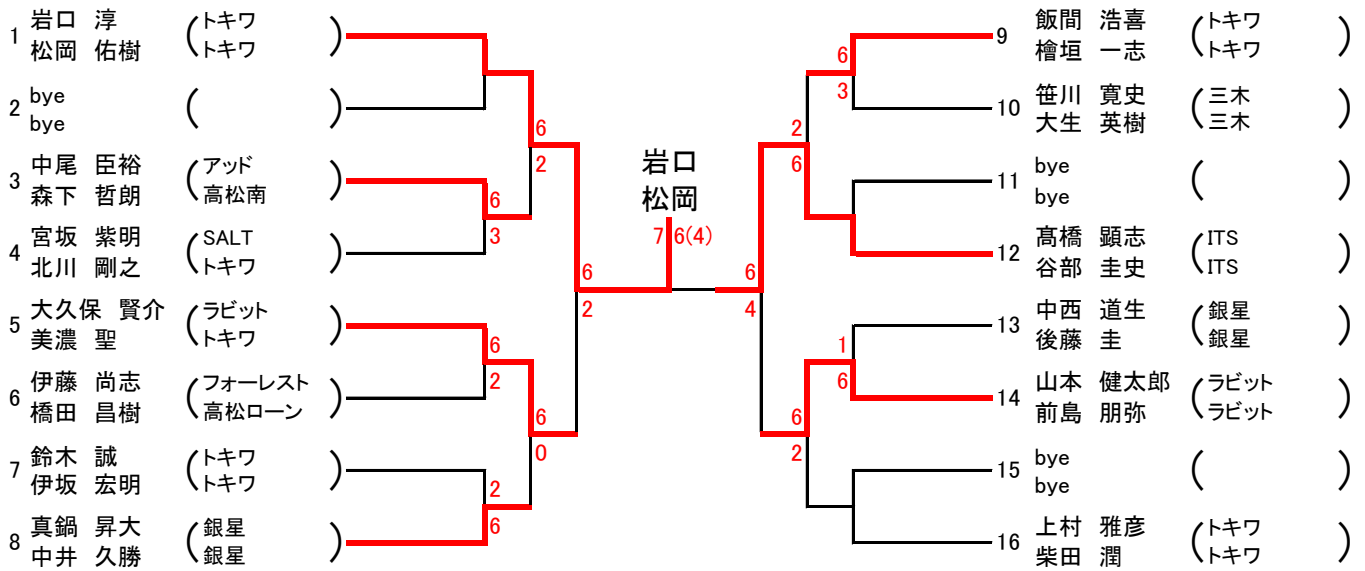 1 岩口 淳 (トキワ)
松岡 佑樹 (トキワ)
2 bye ( )
bye
3 中尾 臣裕 (アッド)
森下 哲朗 (高松南)
4 宮坂 紫明 (SALT)
北川 剛之 (トキワ)
5 大久保 賢介 (ラビット)
美濃 聖 (トキワ)
6 伊藤 尚志 (フォーレスト)
橋田 昌樹 (高松ローン)
7 鈴木 誠 (トキワ)
伊坂 宏明 (トキワ)
8 真鍋 昇大 (銀星)
中井 久勝 (銀星)
6
3
6
2
2
6
6
2
6
0
6
2
岩口
松岡
7 6(4)
6
4
2
6
6
2
6
3
1
6
9 飯間 浩喜 (トキワ)
檜垣 一志 (トキワ)
10 笹川 寛史 (三木)
大生 英樹 (三木)
11 bye ( )
bye
12 髙橋 顕志 (ITS)
谷部 圭史 (ITS)
13 中西 道生 (銀星)
後藤 圭 (銀星)
14 山本 健太郎 (ラビット)
前島 朋弥 (ラビット)
15 bye ( )
bye
16 上村 雅彦 (トキワ)
柴田 潤 (トキワ)